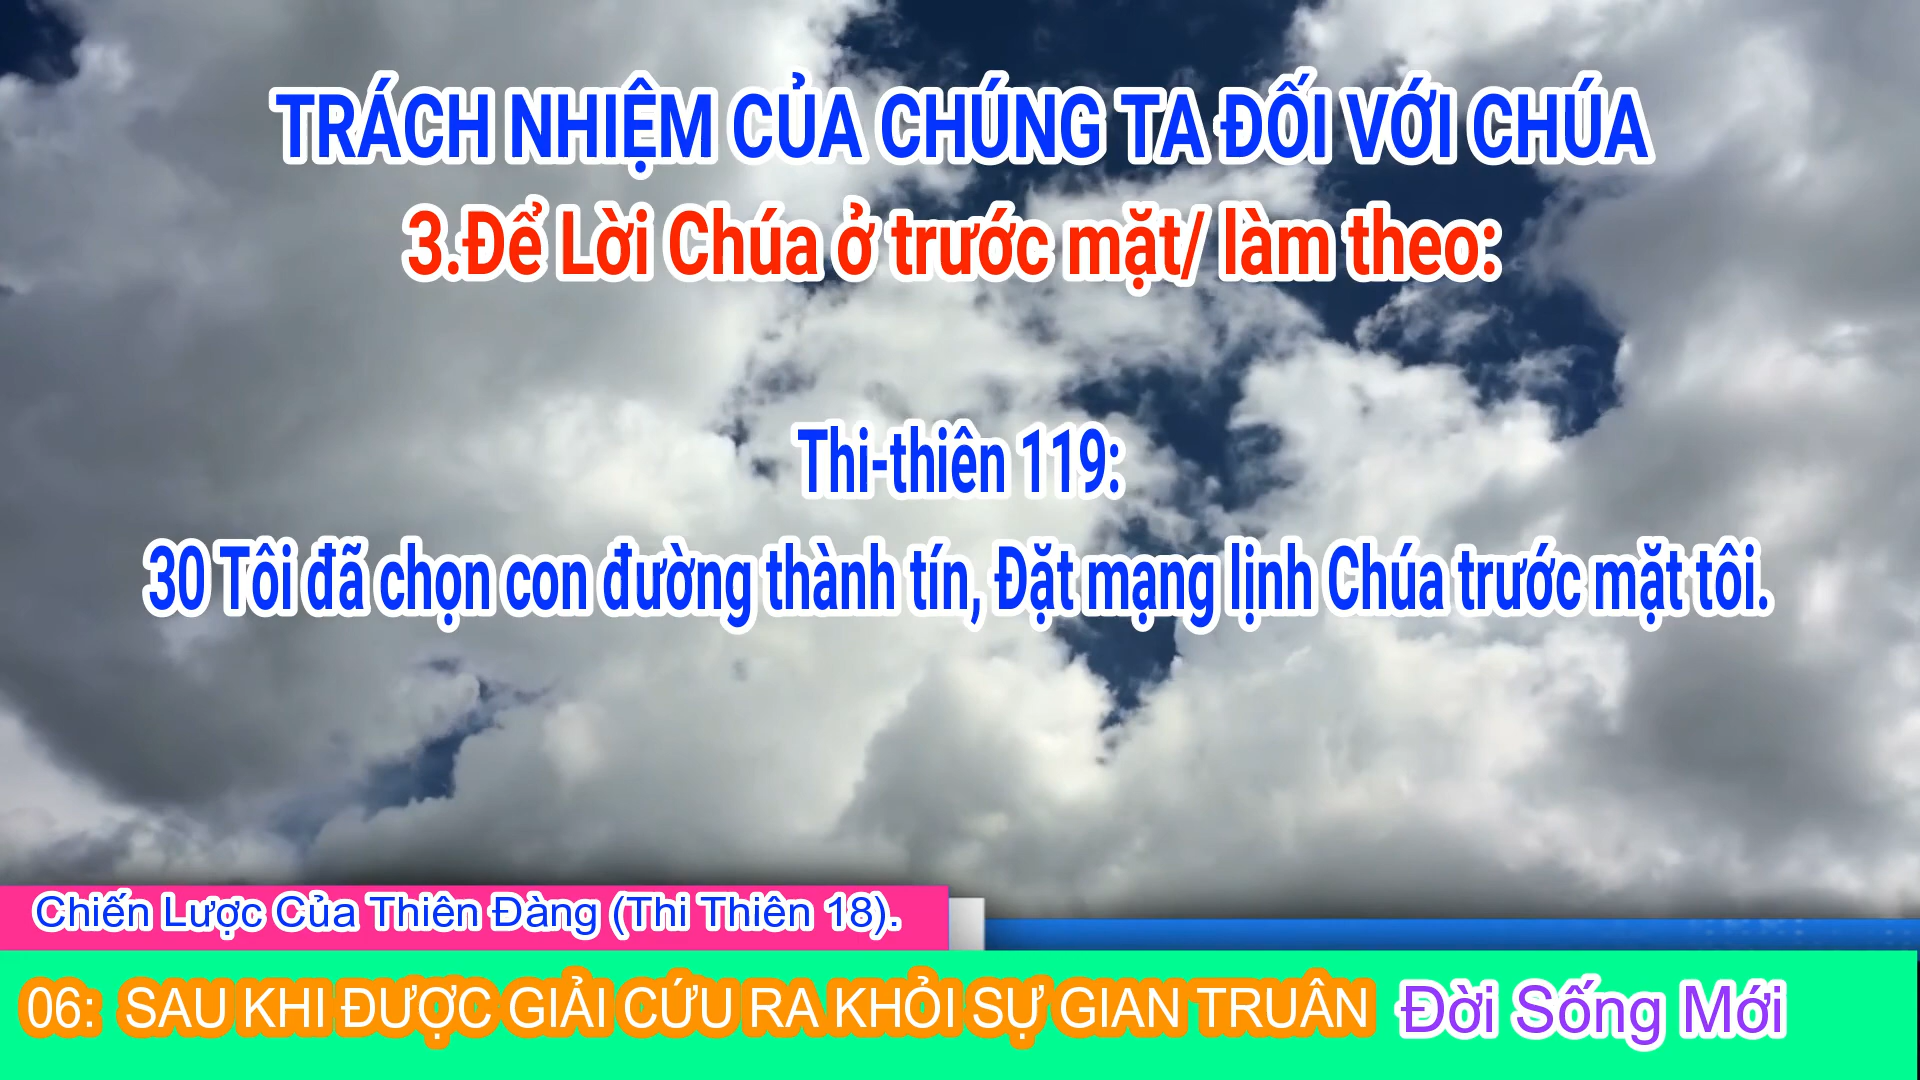 TRÁCH NHIỆM CỦA CHÚNG TA ĐỐI VỚI CHÚA
3.Để Lời Chúa ở trước mặt/ làm theo:
Thi-thiên 119:
30 Tôi đã chọn con đường thành tín, Đặt mạng lịnh Chúa trước mặt tôi.
Chiến Lược Của Thiên Đàng (Thi Thiên 18).
06: SAU KHI ĐƯỢC GIẢI CỨU RA KHỎI SỰ GIAN TRUÂN Đời Sống Mới